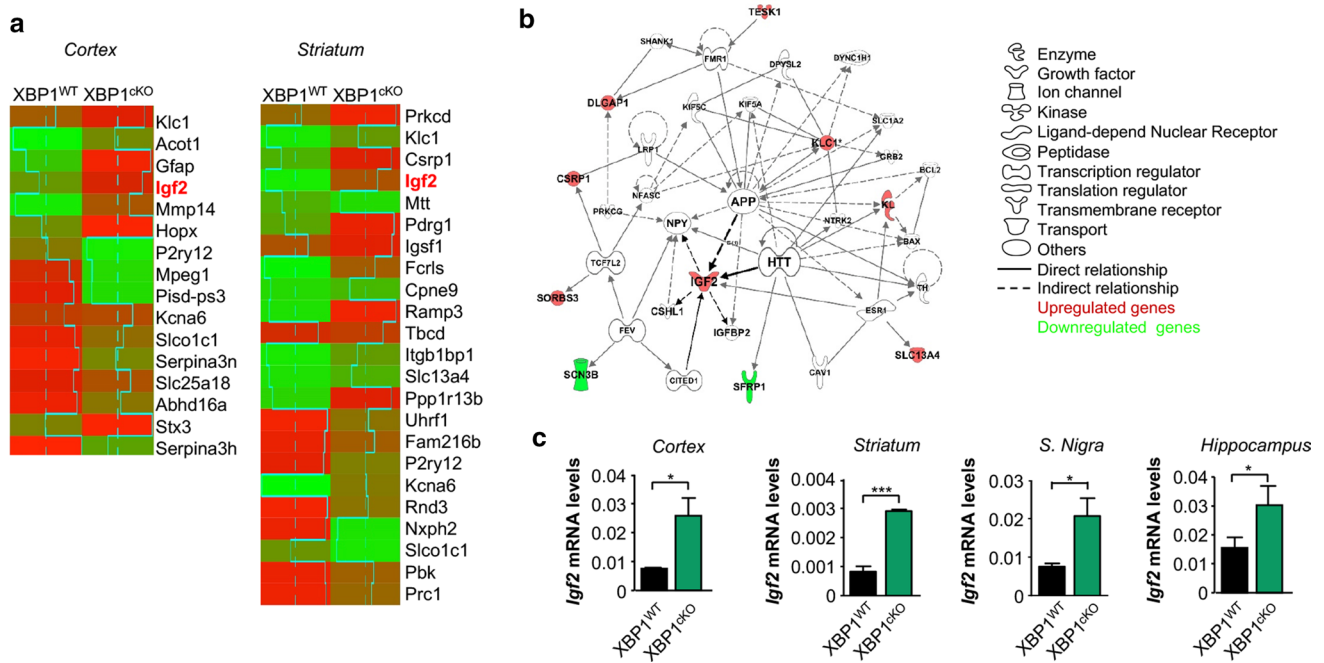 a
Cortex
XBP1WT XBP1cKO
Klc1
Acot1
Gfap
Igf2
Mmp14
Hopx
P2ry12
Mpeg1
Pisd-ps3
Kcna6
Slco1c1
Serpina3n
Slc25a18
Abhd16a
Stx3
Serpina3h
Striatum
XBP1WT XBP1cKO
Prkcd
Klc1
Csrp1
Igf2
Mtt
Pdrg1
Igsf1
Fcrls
Cpne9
Ramp3
Tbcd
Itgb1bp1
Slc13a4
Ppp1r13b
Uhrf1
Fam216b
P2ry12
Kcna6
Rnd3
Nxph2
Slco1c1
Pbk
Prc1
b
TESK1
SHANK1
FMR1
DPYSL2
DYNC1H1
DLGAP1
KIF5C
KIF5A
SLC1A2
LRP1
KLC1*
GRB2
BCL2
CSRP1
NFASC
APP
KL
PRKCG
NPY
NTRK2
BAX
TCF7L2
HTT
IGF2
TH
SORBS3
CSHL1
IGFBP2
ESR1
FEV
SLC13A4
SCN3B
CITED1
SFRP1
CAV1
Enzyme
Growth factor
Ion channel
Kinase
Ligand-depend Nuclear Receptor
Peptidase
Transcription regulator
Translation regulator
Transmembrane receptor
Transport
Others
Direct relationship
Indirect relationship
Upregulated genes
Downregulated genes
c
Cortex
Igf2 mRNA levels
0.04
0.03
0.02
0.01
0
*
XBP1WT
XBP1cKO
Striatum
Igf2 mRNA levels
0.004
0.003
0.002
0.001
0
***
XBP1WT
XBP1cKO
S. Nigra
Igf2 mRNA levels
0.03
0.02
0.01
0
*
XBP1WT
XBP1cKO
Hippocampus
Igf2 mRNA levels
0.04
0.03
0.02
0.01
0.00
*
XBP1WT
XBP1cKO